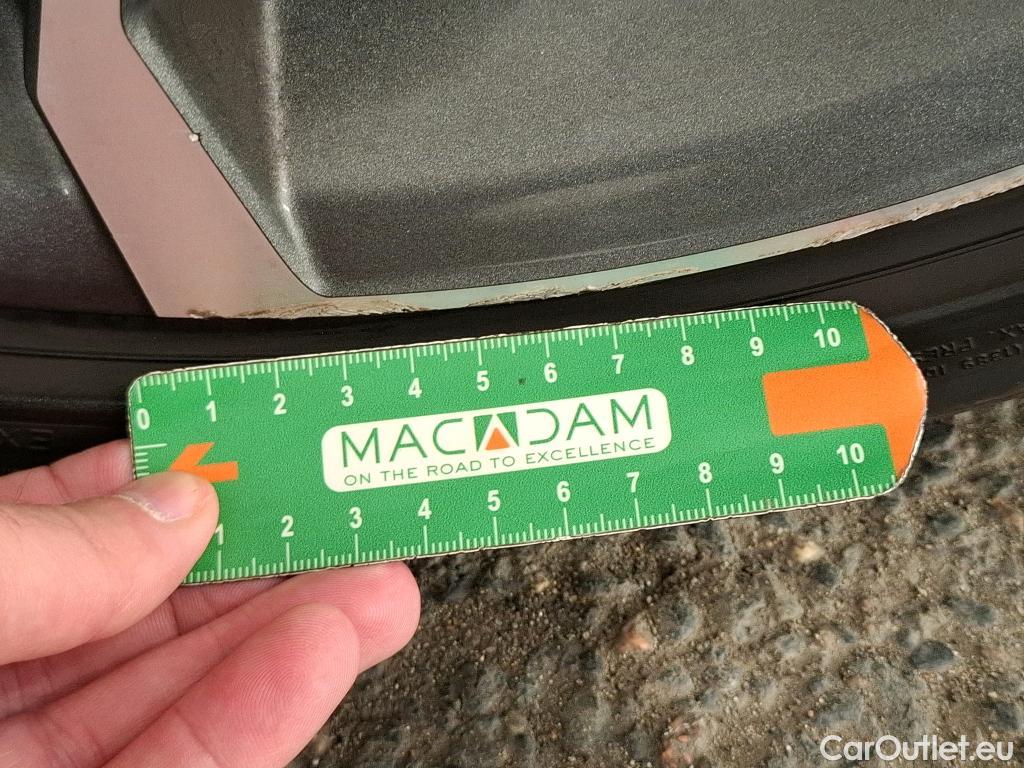 0 1 2 3 4 5 6 7 8 9 10
MACADAM
ON THE ROAD TO EXCELLENCE
1 2 3 4 5 6 7 8 9 10
CarOutlet.eu